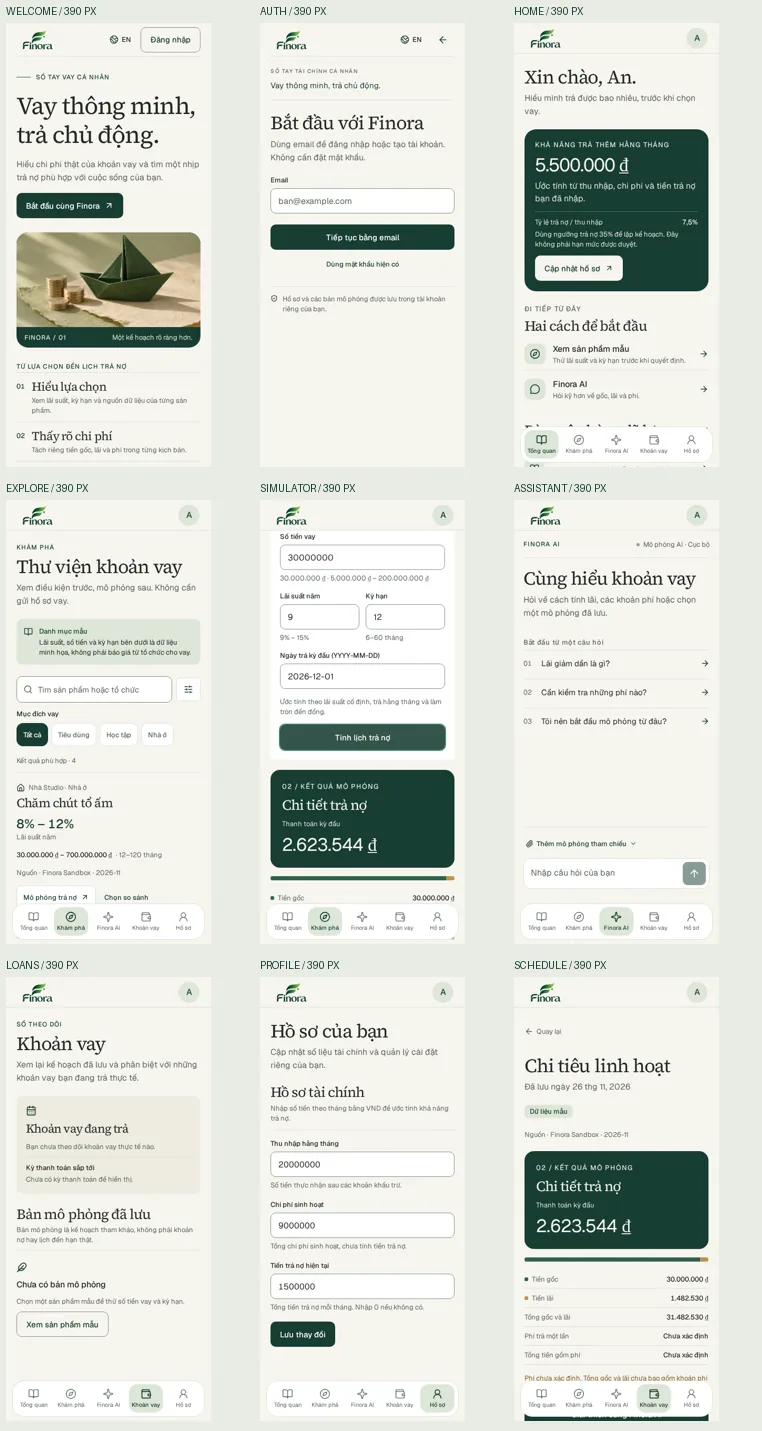 WELCOME / 390 PX
Finora
EN
Đăng nhập
SỔ TAY VAY CÁ NHÂN
Vay thông minh,
trả chủ động.
Hiểu chi phí thật của khoản vay và tìm một nhịp
trả nợ phù hợp với cuộc sống của bạn.
Bắt đầu cùng Finora
FINORA / 01
Một kế hoạch rõ ràng hơn.
TỪ LỰA CHỌN ĐẾN LỊCH TRẢ NỢ
01 Hiểu lựa chọn
Xem lãi suất, kỳ hạn và nguồn dữ liệu của từng sản
phẩm.
02 Thấy rõ chi phí
Tách riêng tiền gốc, lãi và phí trong từng kịch bản.
AUTH / 390 PX
Finora
EN
SỔ TAY TÀI CHÍNH CÁ NHÂN
Vay thông minh, trả chủ động.
Bắt đầu với Finora
Dùng email để đăng nhập hoặc tạo tài khoản.
Không cần đặt mật khẩu.
Email
ban@example.com
Tiếp tục bằng email
Dùng mật khẩu hiện có
Hồ sơ và các bản mô phỏng được lưu trong tài khoản
riêng của bạn.
HOME / 390 PX
Finora
A
Xin chào, An.
Hiểu mình trả được bao nhiêu, trước khi chọn
vay.
KHẢ NĂNG TRẢ THÊM HẰNG THÁNG
5.500.000 ₫
Ước tính từ thu nhập, chi phí và tiền trả nợ
bạn đã nhập.
Tỷ lệ trả nợ / thu nhập
7,5%
Dùng ngưỡng trả nợ 35% để lập kế hoạch. Đây
không phải hạn mức được duyệt.
Cập nhật hồ sơ
ĐI TIẾP TỪ ĐÂY
Hai cách để bắt đầu
Xem sản phẩm mẫu
Thử lãi suất và kỳ hạn trước khi quyết định.
Finora AI
Hỏi kỹ hơn về gốc, lãi và phí.
Tổng quan
Khám phá
Finora AI
Khoản vay
Hồ sơ
EXPLORE / 390 PX
Finora
A
KHÁM PHÁ
Thư viện khoản vay
Xem điều kiện trước, mô phỏng sau. Không cần
gửi hồ sơ vay.
Danh mục mẫu
Lãi suất, số tiền và kỳ hạn bên dưới là dữ liệu
minh họa, không phải báo giá từ tổ chức cho vay.
Tìm sản phẩm hoặc tổ chức
Mục đích vay
Tất cả
Tiêu dùng
Học tập
Nhà ở
Kết quả phù hợp · 4
Nhà Studio · Nhà ở
Chăm chút tổ ấm
8% – 12%
Lãi suất năm
30.000.000 ₫ – 700.000.000 ₫ · 12–120 tháng
Nguồn · Finora Sandbox · 2026-11
Mô phỏng trả nợ
Chọn so sánh
Tổng quan
Khám phá
Finora AI
Khoản vay
Hồ sơ
SIMULATOR / 390 PX
Finora
A
Số tiền vay
30000000
30.000.000 ₫ · 5.000.000 ₫ – 200.000.000 ₫
Lãi suất năm
Kỳ hạn
9
12
9% – 15%
6–60 tháng
Ngày trả kỳ đầu (YYYY-MM-DD)
2026-12-01
Ước tính theo lãi suất cố định, trả hằng tháng và làm
tròn đến đồng.
Tính lịch trả nợ
02 / KẾT QUẢ MÔ PHỎNG
Chi tiết trả nợ
Thanh toán kỳ đầu
2.623.544 ₫
Tiền gốc
30.000.000 ₫
Tổng quan
Khám phá
Finora AI
Khoản vay
Hồ sơ
ASSISTANT / 390 PX
Finora
A
FINORA AI
Mô phỏng AI · Cục bộ
Cùng hiểu khoản vay
Hỏi về cách tính lãi, các khoản phí hoặc chọn
một mô phỏng đã lưu.
Bắt đầu từ một câu hỏi
01 Lãi giảm dần là gì?
02 Cần kiểm tra những phí nào?
03 Tôi nên bắt đầu mô phỏng từ đâu?
Thêm mô phỏng tham chiếu
Nhập câu hỏi của bạn
Tổng quan
Khám phá
Finora AI
Khoản vay
Hồ sơ
LOANS / 390 PX
Finora
A
SỔ THEO DÕI
Khoản vay
Xem lại kế hoạch đã lưu và phân biệt với những
khoản vay bạn đang trả thực tế.
Khoản vay đang trả
Bạn chưa theo dõi khoản vay thực tế nào.
Kỳ thanh toán sắp tới
Chưa có kỳ thanh toán để hiển thị.
Bản mô phỏng đã lưu
Bản mô phỏng là kế hoạch tham khảo, không phải khoản
nợ hay lịch đến hạn thật.
Chưa có bản mô phỏng
Chọn một sản phẩm mẫu để thử số tiền vay và kỳ hạn.
Xem sản phẩm mẫu
Tổng quan
Khám phá
Finora AI
Khoản vay
Hồ sơ
PROFILE / 390 PX
Finora
A
Hồ sơ của bạn
Cập nhật số liệu tài chính và quản lý cài đặt
riêng của bạn.
Hồ sơ tài chính
Nhập số tiền theo tháng bằng VND để ước tính khả năng
trả nợ.
Thu nhập hằng tháng
20000000
Số tiền thực nhận sau các khoản khấu trừ.
Chi phí sinh hoạt
9000000
Tổng chi phí sinh hoạt, chưa tính tiền trả nợ.
Tiền trả nợ hiện tại
1500000
Tổng tiền trả nợ mỗi tháng. Nhập 0 nếu không có.
Lưu thay đổi
Tổng quan
Khám phá
Finora AI
Khoản vay
Hồ sơ
SCHEDULE / 390 PX
Finora
A
Quay lại
Chi tiêu linh hoạt
Đã lưu ngày 26 thg 11, 2026
Dữ liệu mẫu
Nguồn · Finora Sandbox · 2026-11
02 / KẾT QUẢ MÔ PHỎNG
Chi tiết trả nợ
Thanh toán kỳ đầu
2.623.544 ₫
Tiền gốc
30.000.000 ₫
Tiền lãi
1.482.530 ₫
Tổng gốc và lãi
31.482.530 ₫
Phí trả một lần
Chưa xác định
Tổng tiền gồm phí
Chưa xác định
Phí chưa xác định. Tổng gốc và lãi chưa bao gồm khoản phí
Tổng quan
Khám phá
Finora AI
Khoản vay
Hồ sơ